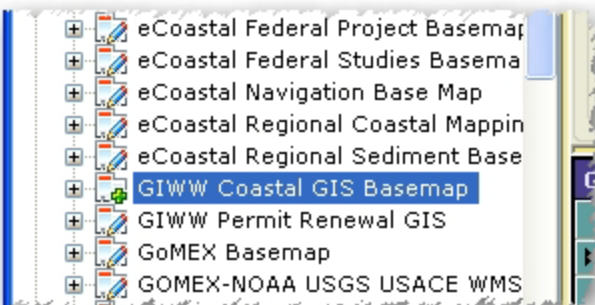 eCoastal Federal Project Basemap
eCoastal Federal Studies Basema
eCoastal Navigation Base Map
eCoastal Regional Coastal Mappin
eCoastal Regional Sediment Base
GIWW Coastal GIS Basemap
GIWW Permit Renewal GIS
GoMEX Basemap
GOMEX-NOAA USGS USACE WMS